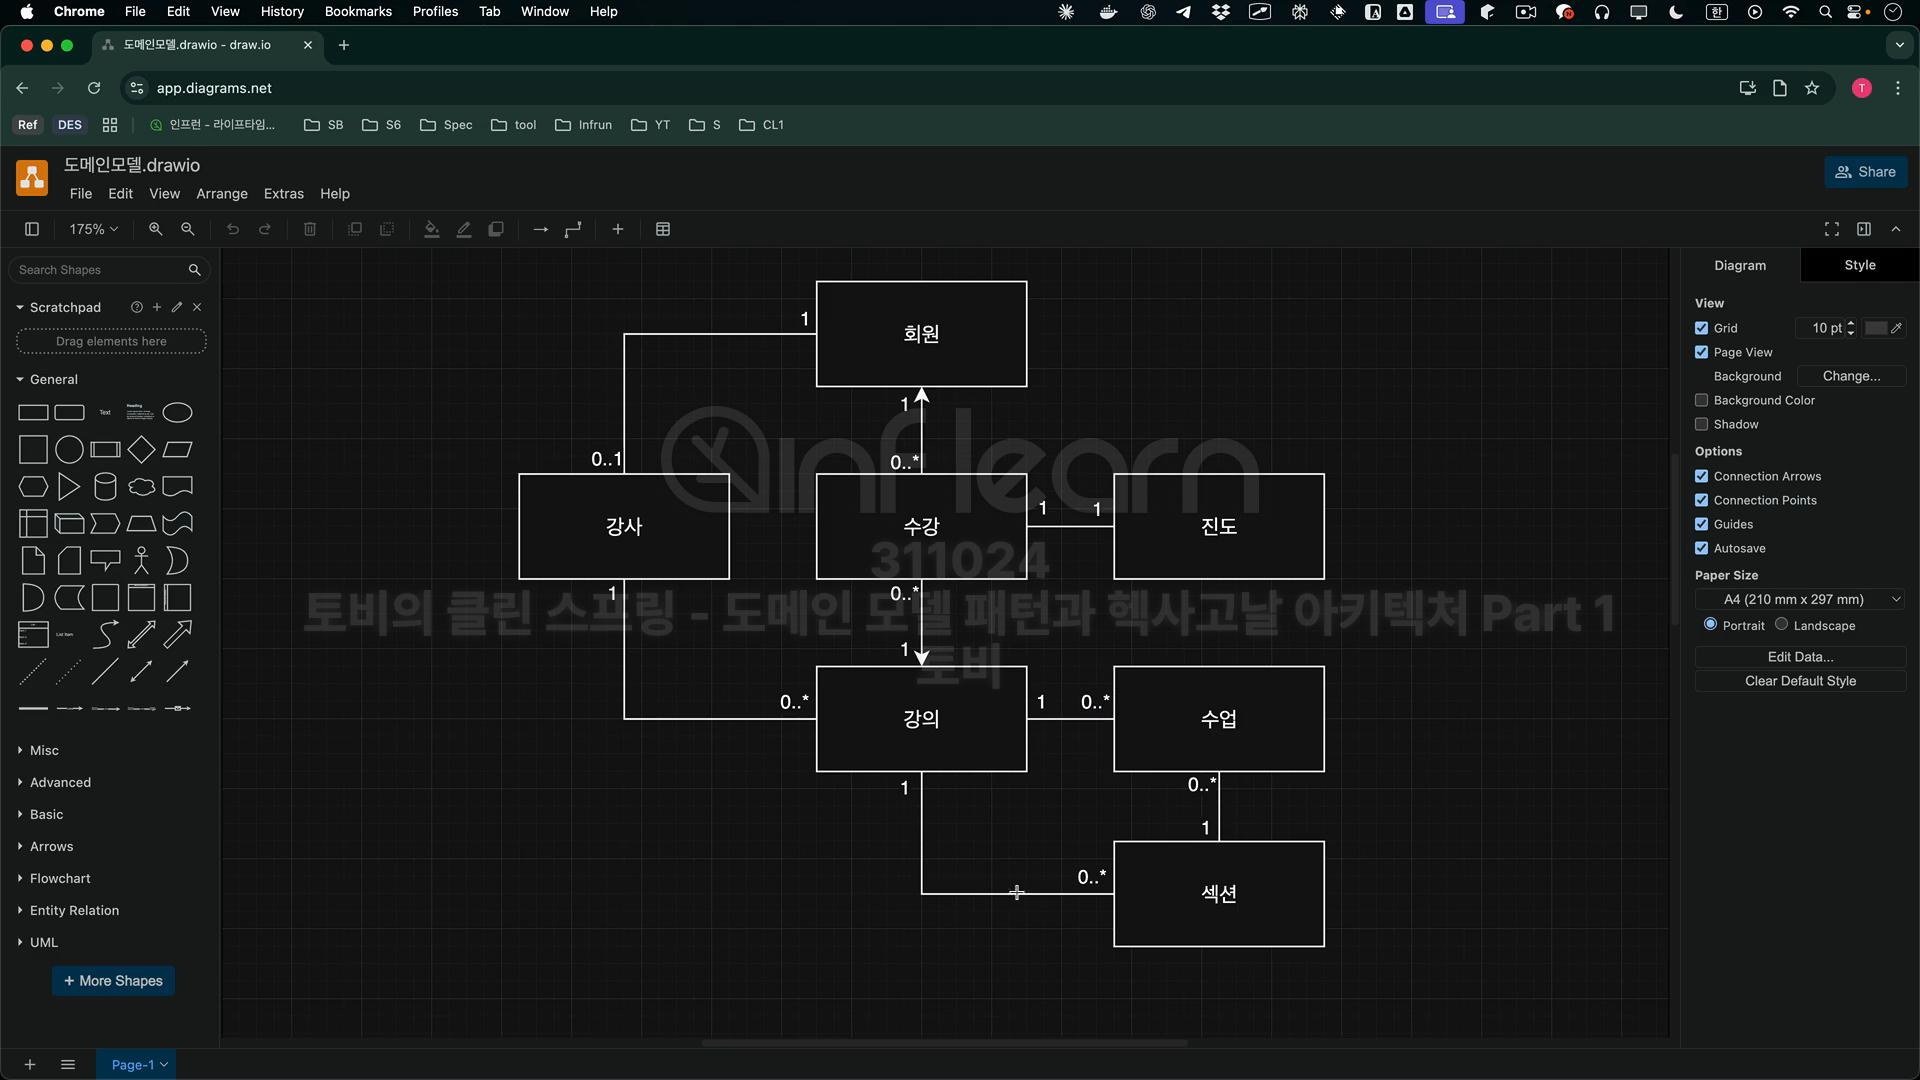 Chrome File Edit View History Bookmarks Profiles Tab Window Help
도메인모델.drawio - draw.io
app.diagrams.net
T
Ref DES 인프런 - 라이프타임... SB S6 Spec tool Infrun YT S CL1
도메인모델.drawio
Share
File Edit View Arrange Extras Help
175%
Search Shapes
Scratchpad
Drag elements here
General
Text
Heading
List Item
Misc
Advanced
Basic
Arrows
Flowchart
Entity Relation
UML
+ More Shapes
1
회원
1
0..1
0..*
강사
수강
1 1
진도
1
0..*
1
0..*
강의
1 0..*
수업
1
0..*
1
0..*
섹션
inflearn
311024
토비의 클린 스프링 - 도메인 모델 패턴과 헥사고날 아키텍처 Part 1
토비
Diagram Style
View
Grid 10 pt
Page View
Background Change...
Background Color
Shadow
Options
Connection Arrows
Connection Points
Guides
Autosave
Paper Size
A4 (210 mm x 297 mm)
Portrait Landscape
Edit Data...
Clear Default Style
Page-1